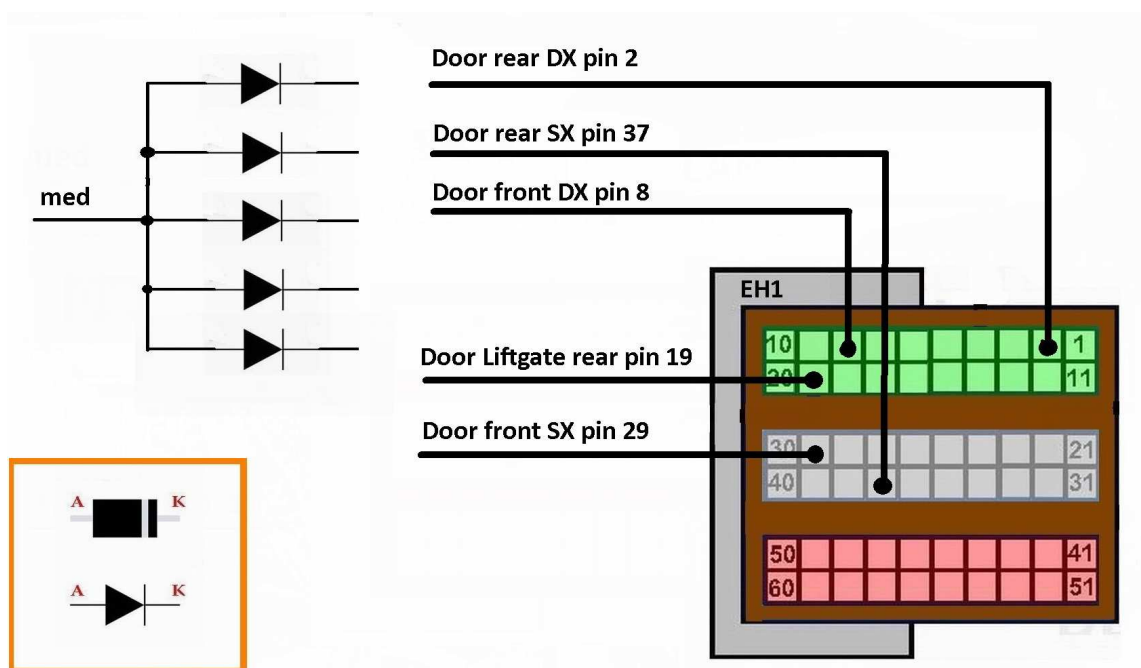 Door rear DX pin 2
Door rear SX pin 37
Door front DX pin 8
med
EH1
10 1
20 11
Door Liftgate rear pin 19
Door front SX pin 29
30 21
40 31
50 41
60 51
A K
A K